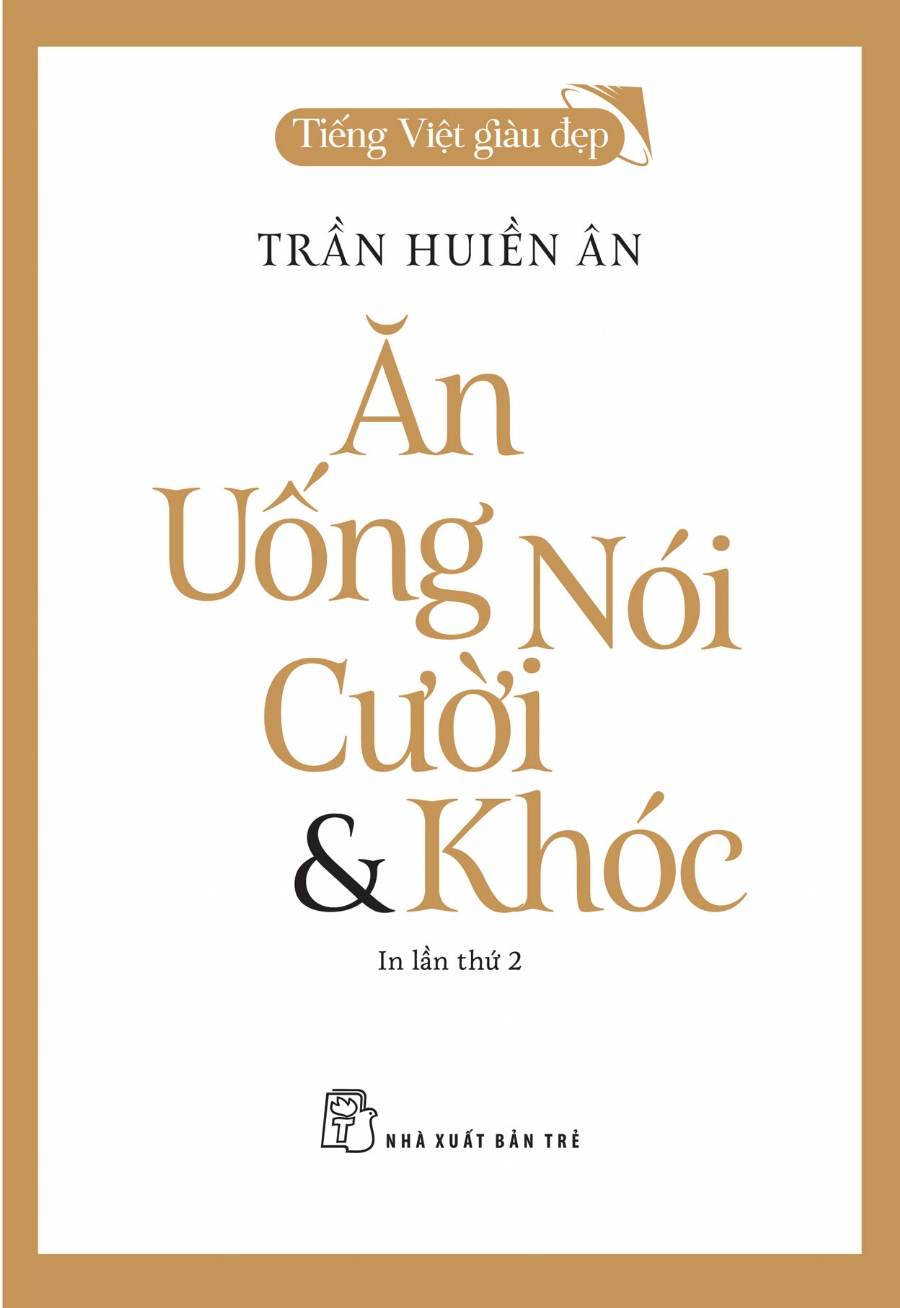 Tiếng Việt giàu đẹp
TRẦN HUIỀN ÂN
Ăn
Uống Nói
Cười
& Khóc
In lần thứ 2
T
NHÀ XUẤT BẢN TRẺ